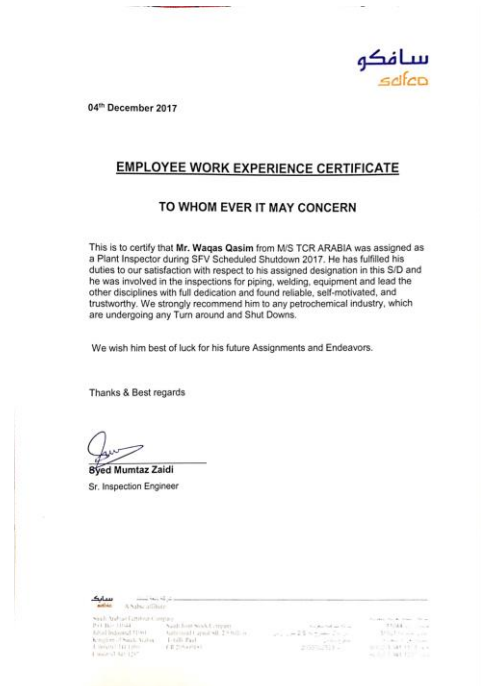 سافكو
safco
04th December 2017
EMPLOYEE WORK EXPERIENCE CERTIFICATE
TO WHOM EVER IT MAY CONCERN
This is to certify that Mr. Waqas Qasim from M/S TCR ARABIA was assigned as
a Plant Inspector during SFV Scheduled Shutdown 2017. He has fulfilled his
duties to our satisfaction with respect to his assigned designation in this S/D and
he was involved in the inspections for piping, welding, equipment and lead the
other disciplines with full dedication and found reliable, self-motivated, and
trustworthy. We strongly recommend him to any petrochemical industry, which
are undergoing any Turn around and Shut Downs.
We wish him best of luck for his future Assignments and Endeavors.
Thanks & Best regards
Syed Mumtaz Zaidi
Sr. Inspection Engineer
سابك
A Sabic affiliate